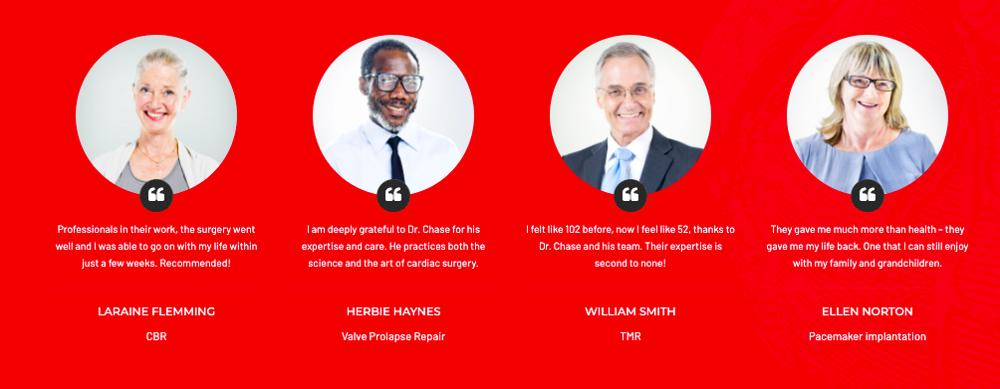 Professionals in their work, the surgery went
well and I was able to go on with my life within
just a few weeks. Recommended!
LARAINE FLEMMING
CBR
I am deeply grateful to Dr. Chase for his
expertise and care. He practices both the
science and the art of cardiac surgery.
HERBIE HAYNES
Valve Prolapse Repair
I felt like 102 before, now I feel like 52, thanks to
Dr. Chase and his team. Their expertise is
second to none!
WILLIAM SMITH
TMR
They gave me much more than health – they
gave me my life back. One that I can still enjoy
with my family and grandchildren.
ELLEN NORTON
Pacemaker implantation